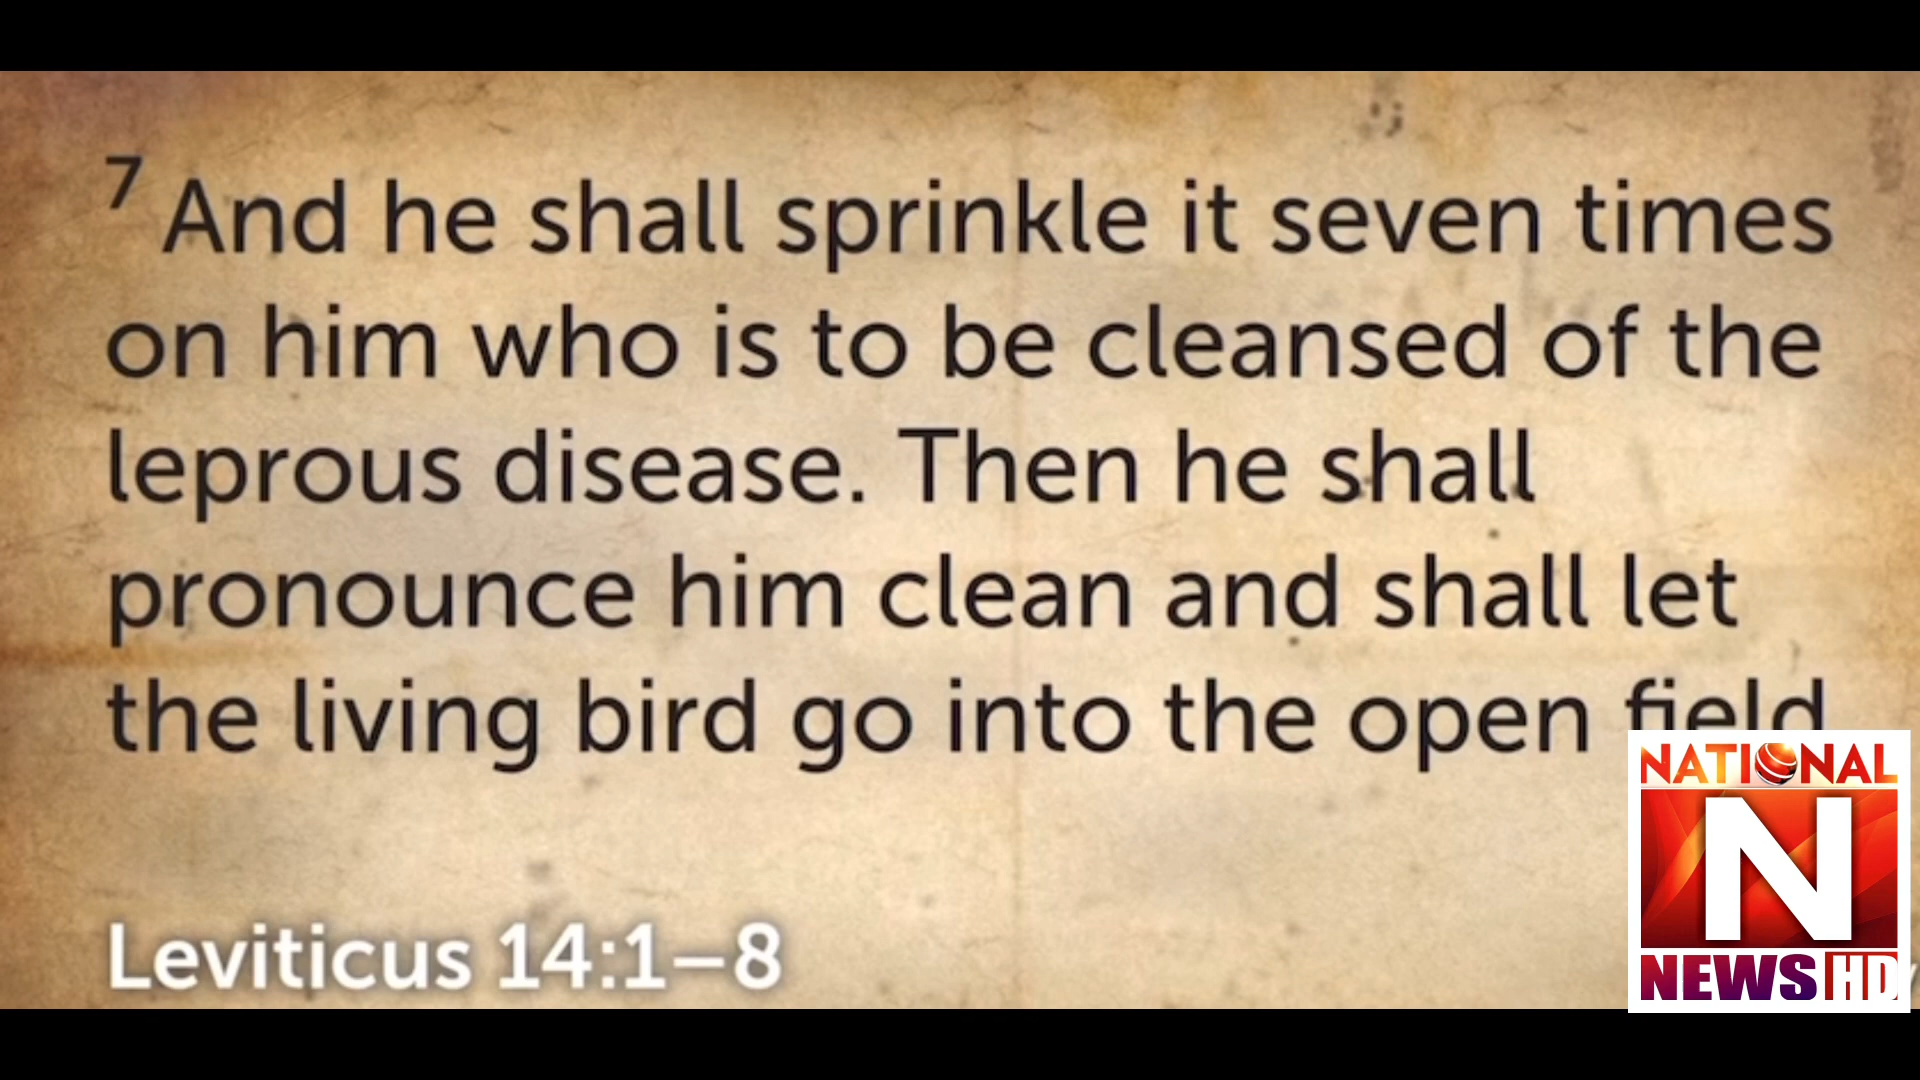 7 And he shall sprinkle it seven times
on him who is to be cleansed of the
leprous disease. Then he shall
pronounce him clean and shall let
the living bird go into the open field
Leviticus 14:1–8
NATIONAL
N
NEWS HD